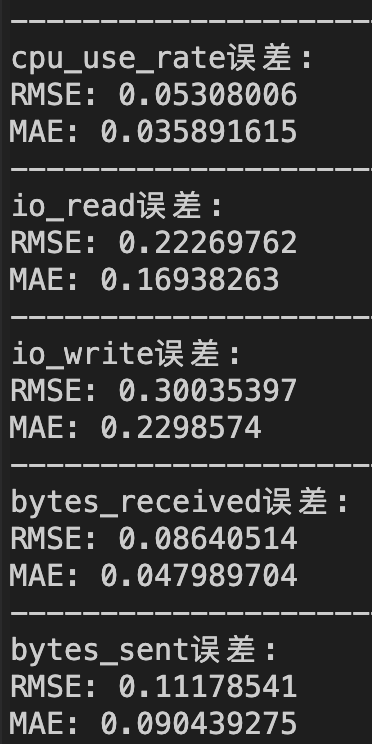 --------------------
cpu_use_rate误差：
RMSE: 0.05308006
MAE: 0.035891615
--------------------
io_read误差：
RMSE: 0.22269762
MAE: 0.16938263
--------------------
io_write误差：
RMSE: 0.30035397
MAE: 0.2298574
--------------------
bytes_received误差：
RMSE: 0.08640514
MAE: 0.047989704
--------------------
bytes_sent误差：
RMSE: 0.11178541
MAE: 0.090439275